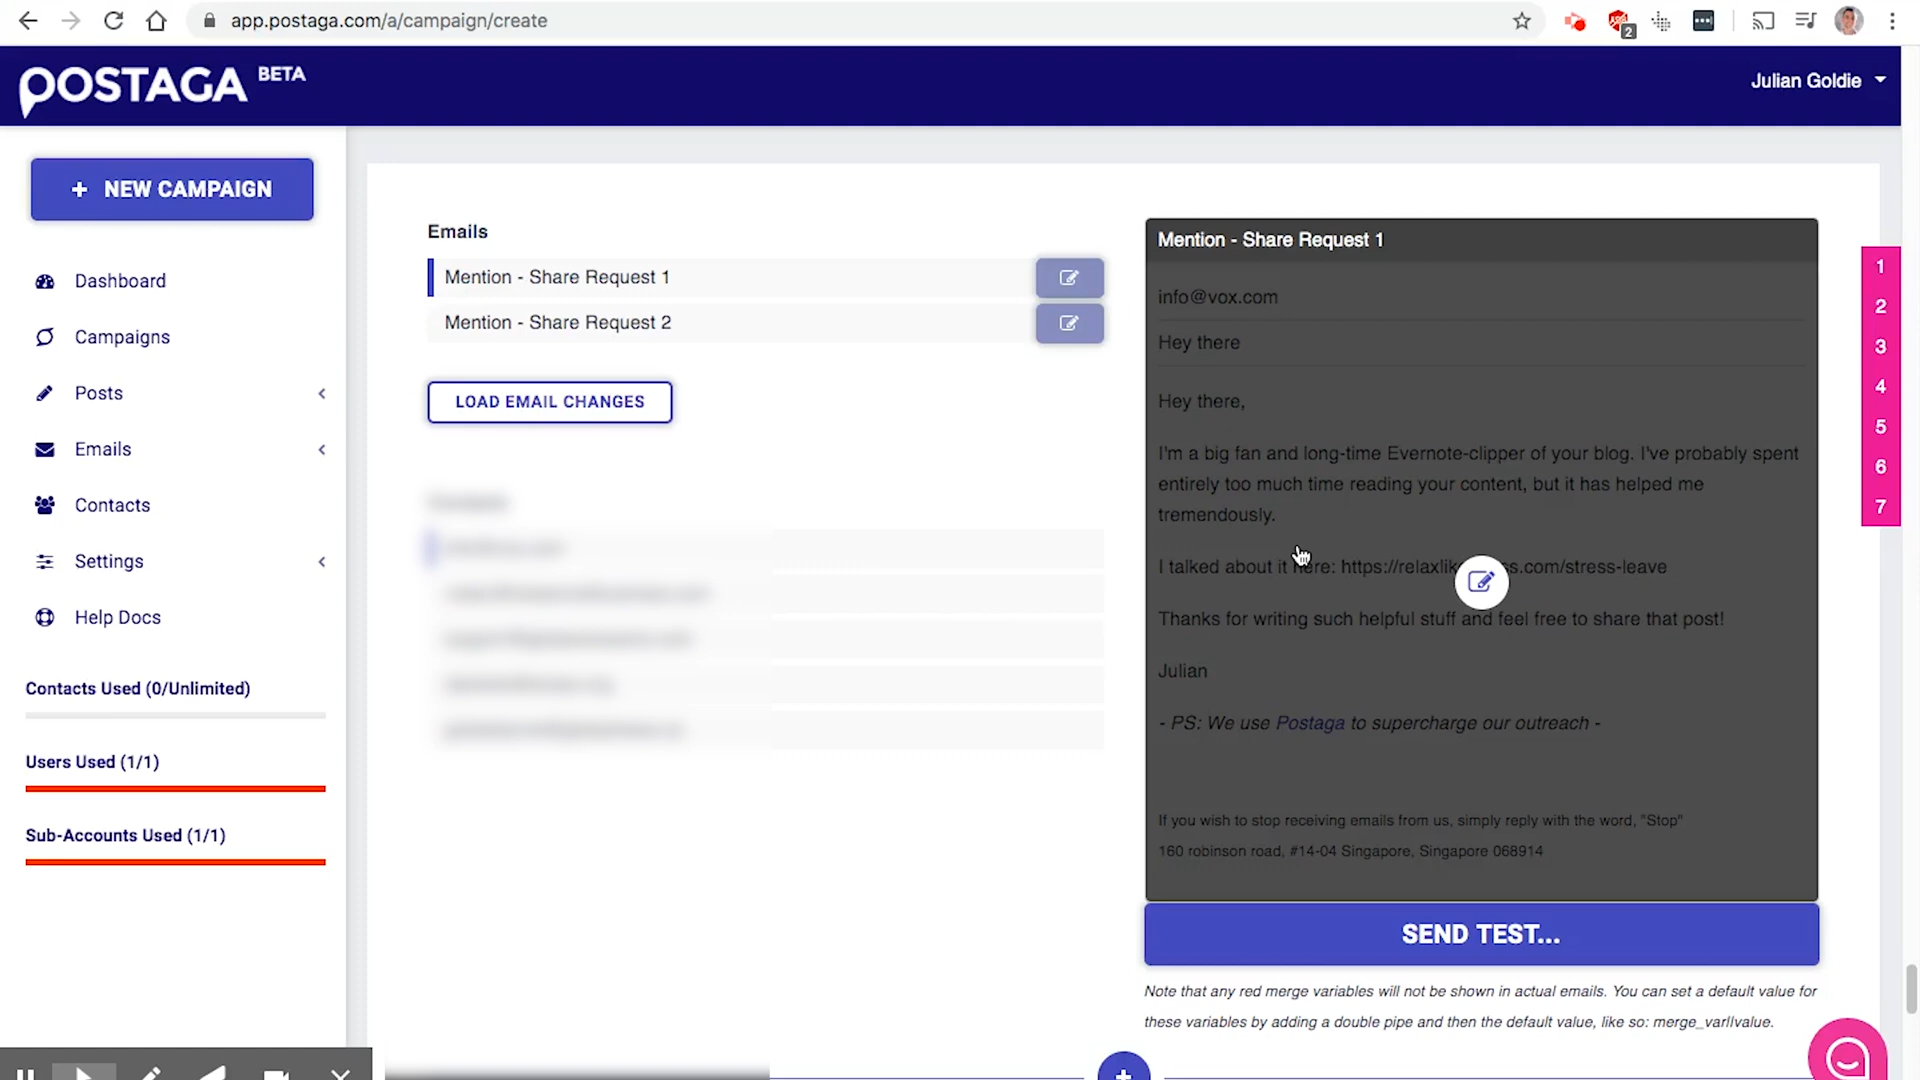 app.postaga.com/a/campaign/create
2
POSTAGA BETA
Julian Goldie
+ NEW CAMPAIGN
Dashboard
Campaigns
Posts
Emails
Contacts
Settings
Help Docs
Contacts Used (0/Unlimited)
Users Used (1/1)
Sub-Accounts Used (1/1)
Emails
Mention - Share Request 1
Mention - Share Request 2
LOAD EMAIL CHANGES
Mention - Share Request 1
info@vox.com
Hey there
Hey there,
I'm a big fan and long-time Evernote-clipper of your blog. I've probably spent
entirely too much time reading your content, but it has helped me
tremendously.
I talked about it here: https://relaxlik s.com/stress-leave
Thanks for writing such helpful stuff and feel free to share that post!
Julian
- PS: We use Postaga to supercharge our outreach -
If you wish to stop receiving emails from us, simply reply with the word, "Stop"
160 robinson road, #14-04 Singapore, Singapore 068914
SEND TEST...
Note that any red merge variables will not be shown in actual emails. You can set a default value for
these variables by adding a double pipe and then the default value, like so: merge_var||value.
1
2
3
4
5
6
7